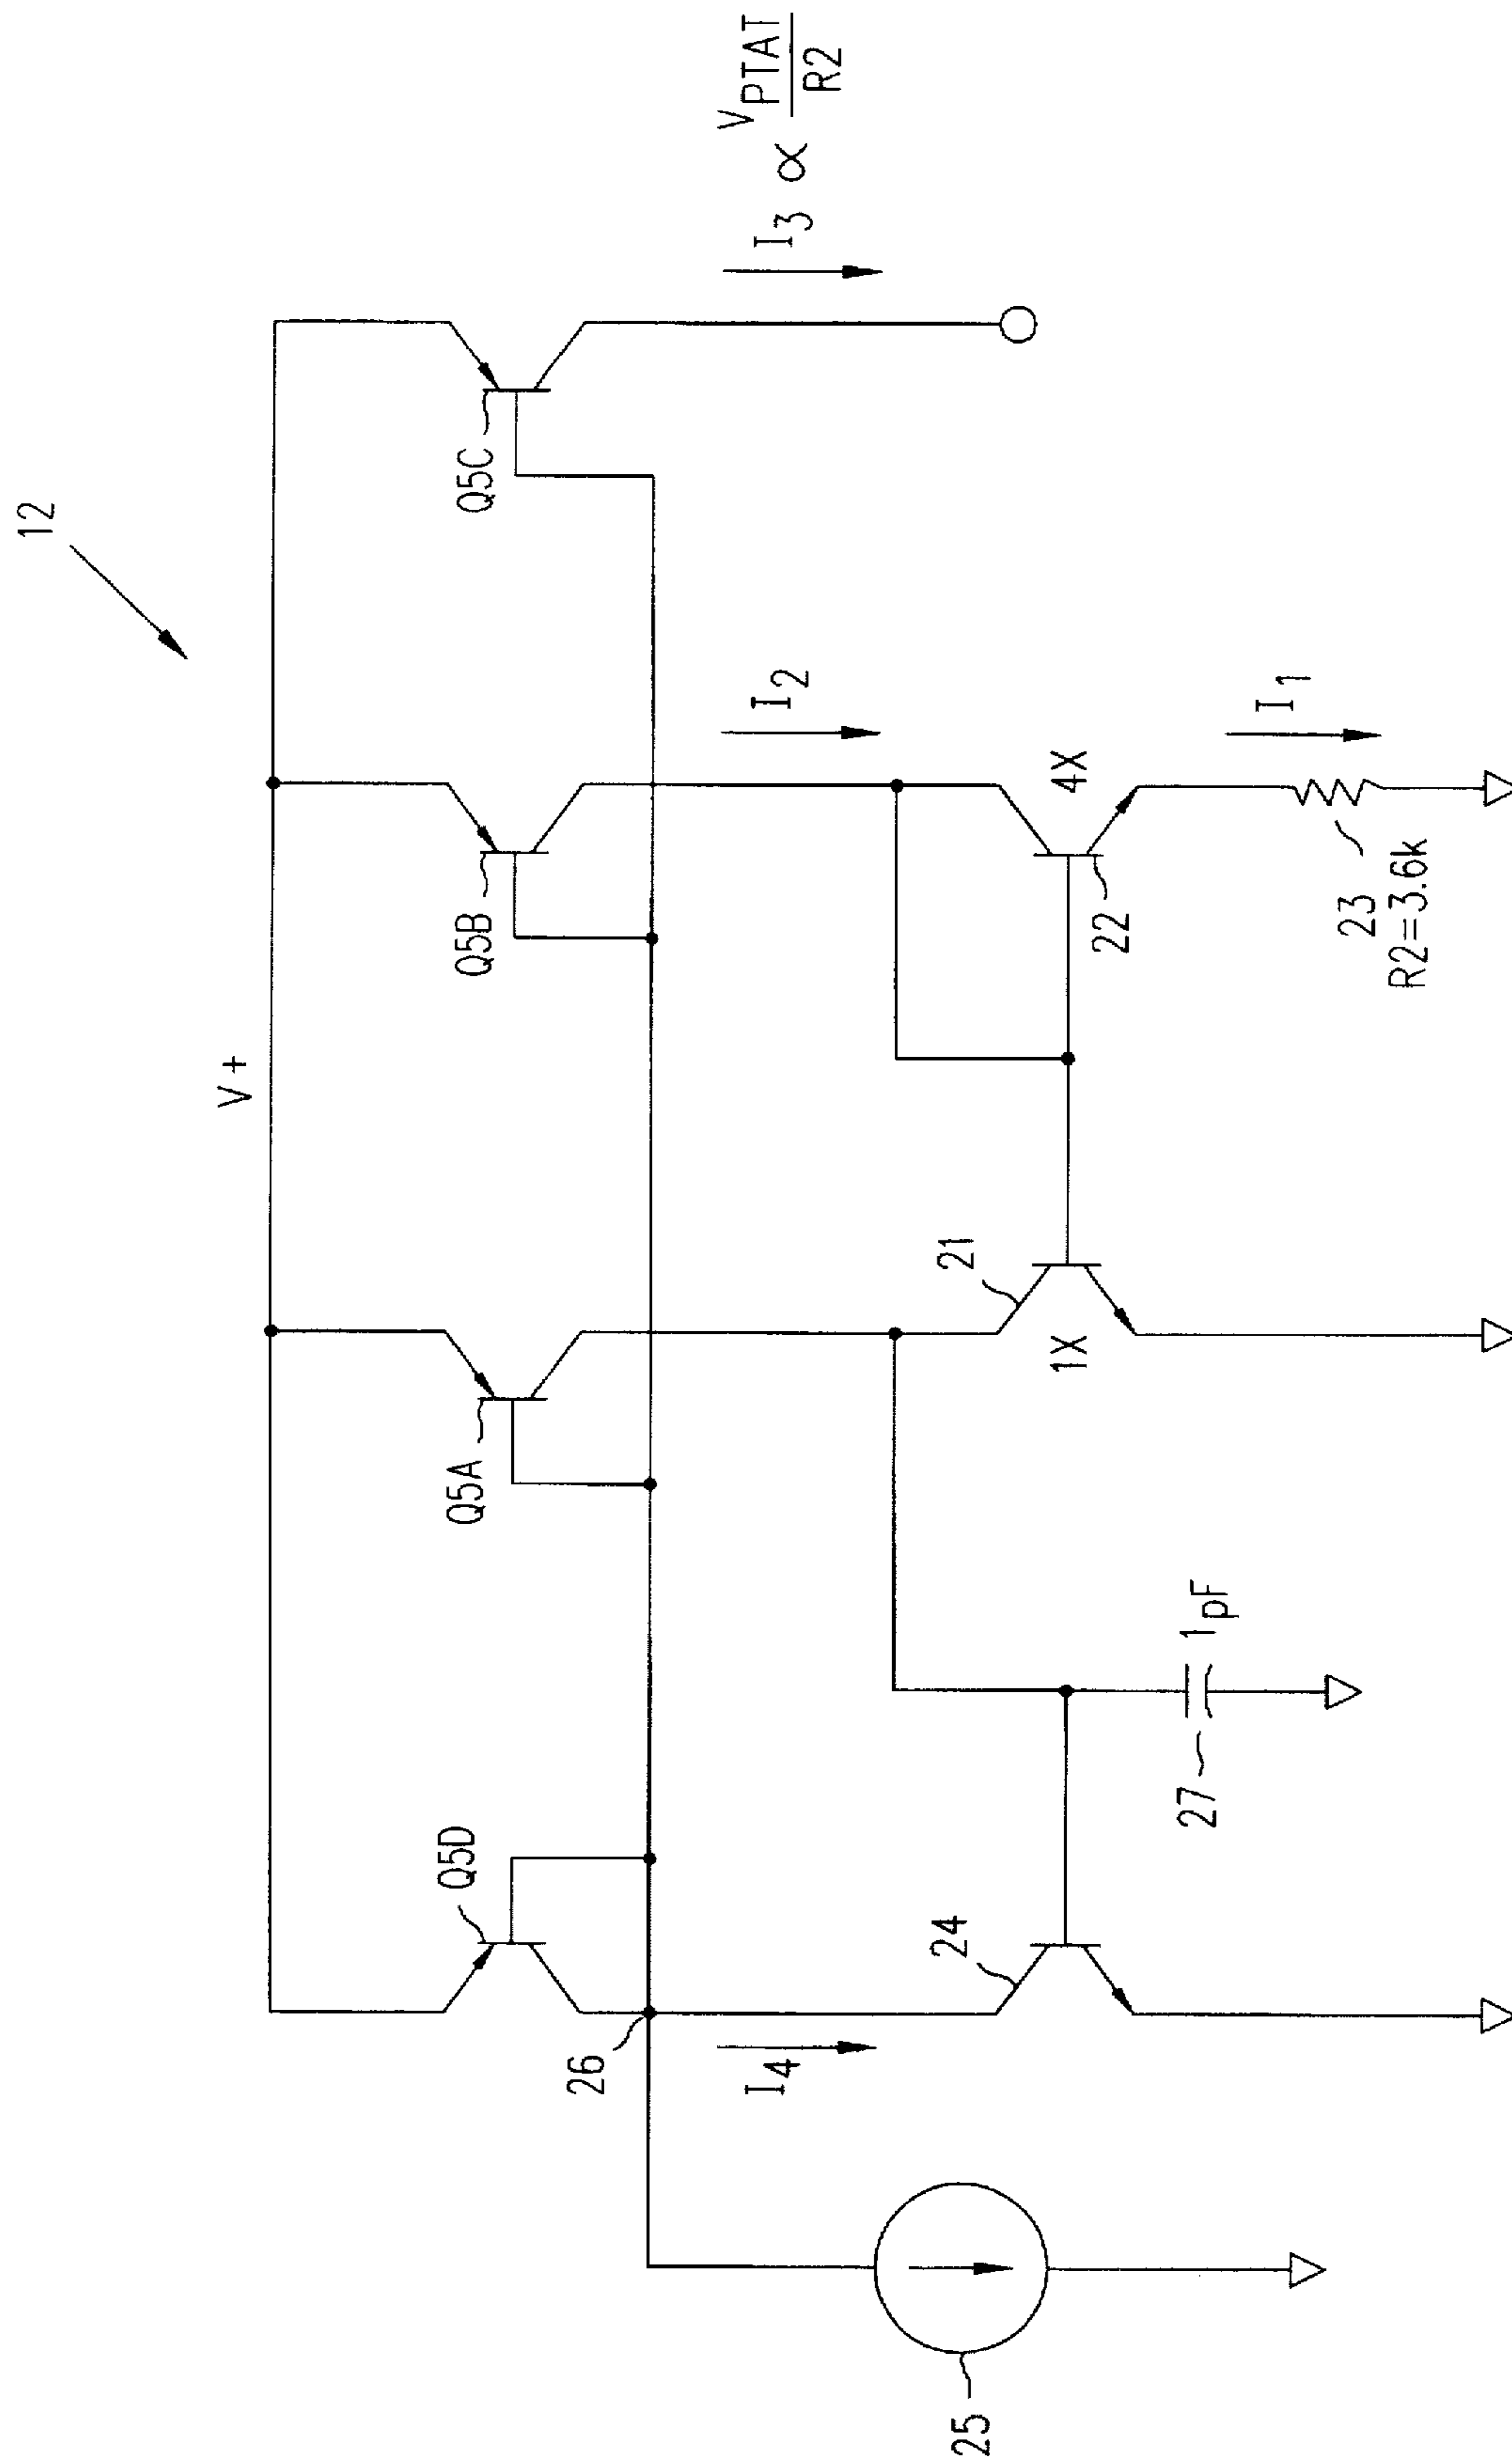 12
V+
Q5D
Q5A
Q5B
Q5C
26
I4
I2
I3 ∝ VPTAT
R2
24
1X
21
4X
22
I1
25
27
1pF
23
R2=3.6k